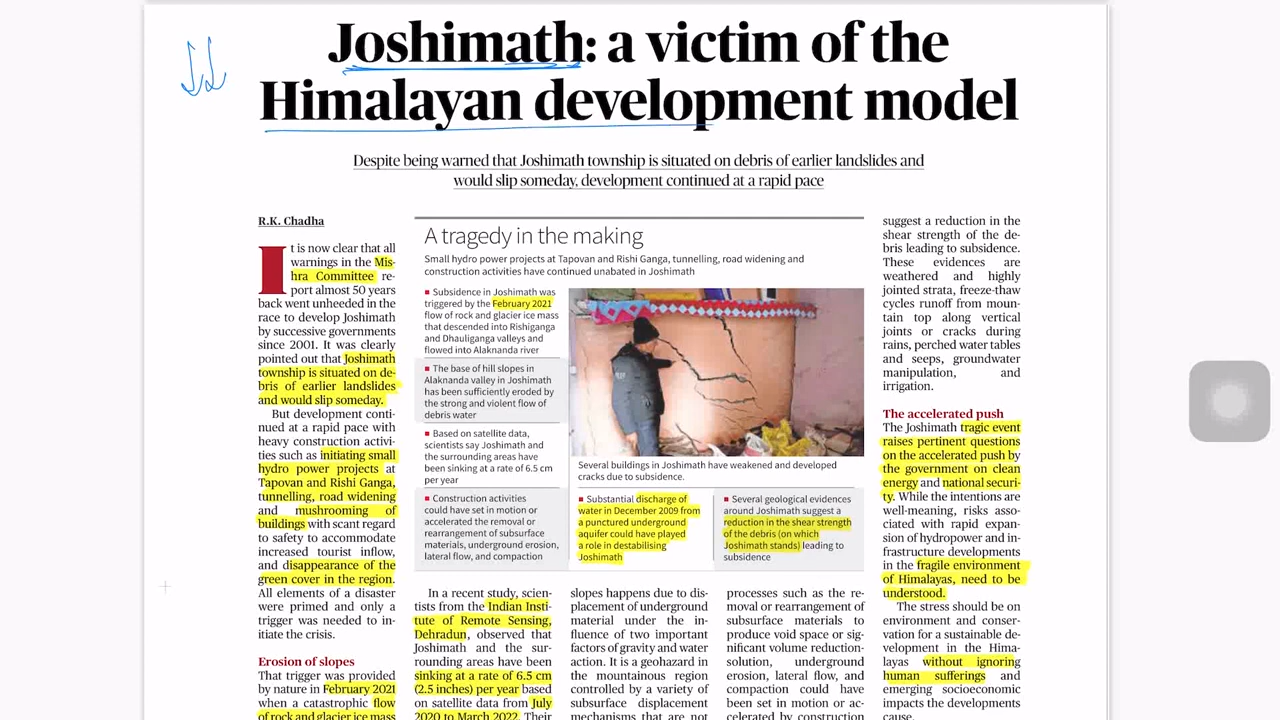 Joshimath: a victim of the
Himalayan development model
Despite being warned that Joshimath township is situated on debris of earlier landslides and
would slip someday, development continued at a rapid pace
R.K. Chadha
It is now clear that all
warnings in the Mis-
hra Committee re-
port almost 50 years
back went unheeded in the
race to develop Joshimath
by successive governments
since 2001. It was clearly
pointed out that Joshimath
township is situated on de-
bris of earlier landslides
and would slip someday.
But development conti-
nued at a rapid pace with
heavy construction activi-
ties such as initiating small
hydro power projects at
Tapovan and Rishi Ganga,
tunnelling, road widening
and mushrooming of
buildings with scant regard
to safety to accommodate
increased tourist inflow,
and disappearance of the
green cover in the region.
All elements of a disaster
were primed and only a
trigger was needed to in-
itiate the crisis.
Erosion of slopes
That trigger was provided
by nature in February 2021
when a catastrophic flow
of rock and glacier ice mass
A tragedy in the making
Small hydro power projects at Tapovan and Rishi Ganga, tunnelling, road widening and
construction activities have continued unabated in Joshimath
■ Subsidence in Joshimath was
triggered by the February 2021
flow of rock and glacier ice mass
that descended into Rishiganga
and Dhauliganga valleys and
flowed into Alaknanda river
■ The base of hill slopes in
Alaknanda valley in Joshimath
has been sufficiently eroded by
the strong and violent flow of
debris water
■ Based on satellite data,
scientists say Joshimath and
the surrounding areas have
been sinking at a rate of 6.5 cm
per year
■ Construction activities
could have set in motion or
accelerated the removal or
rearrangement of subsurface
materials, underground erosion,
lateral flow, and compaction
Several buildings in Joshimath have weakened and developed
cracks due to subsidence.
■ Substantial discharge of
water in December 2009 from
a punctured underground
aquifer could have played
a role in destabilising
Joshimath
■ Several geological evidences
around Joshimath suggest a
reduction in the shear strength
of the debris (on which
Joshimath stands) leading to
subsidence
In a recent study, scien-
tists from the Indian Insti-
tute of Remote Sensing,
Dehradun, observed that
Joshimath and the sur-
rounding areas have been
sinking at a rate of 6.5 cm
(2.5 inches) per year based
on satellite data from July
2020 to March 2022. Their
slopes happens due to dis-
placement of underground
material under the in-
fluence of two important
factors of gravity and water
action. It is a geohazard in
the mountainous region
controlled by a variety of
subsurface displacement
mechanisms that are not
processes such as the re-
moval or rearrangement of
subsurface materials to
produce void space or sig-
nificant volume reduction-
solution, underground
erosion, lateral flow, and
compaction could have
been set in motion or ac-
celerated by construction
suggest a reduction in the
shear strength of the de-
bris leading to subsidence.
These evidences are
weathered and highly
jointed strata, freeze-thaw
cycles runoff from moun-
tain top along vertical
joints or cracks during
rains, perched water tables
and seeps, groundwater
manipulation, and
irrigation.
The accelerated push
The Joshimath tragic event
raises pertinent questions
on the accelerated push by
the government on clean
energy and national securi-
ty. While the intentions are
well-meaning, risks asso-
ciated with rapid expan-
sion of hydropower and in-
frastructure developments
in the fragile environment
of Himalayas, need to be
understood.
The stress should be on
environment and conser-
vation for a sustainable de-
velopment in the Hima-
layas without ignoring
human sufferings and
emerging socioeconomic
impacts the developments
cause.